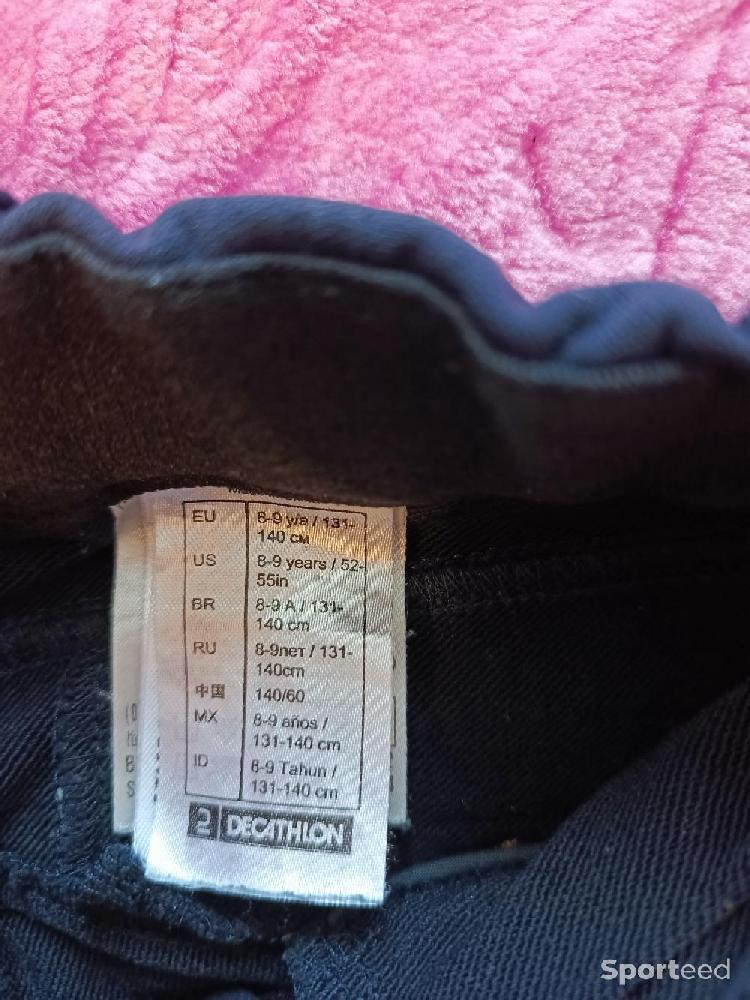 EU 8-9 y/a / 131-
140 см
US 8-9 years / 52-
55in
BR 8-9 A / 131-
140 cm
RU 8-9лет / 131-
140cm
中国 140/60
MX 8-9 años /
131-140 cm
ID 8-9 Tahun /
131-140 cm
2 DECATHLON
Sporteed